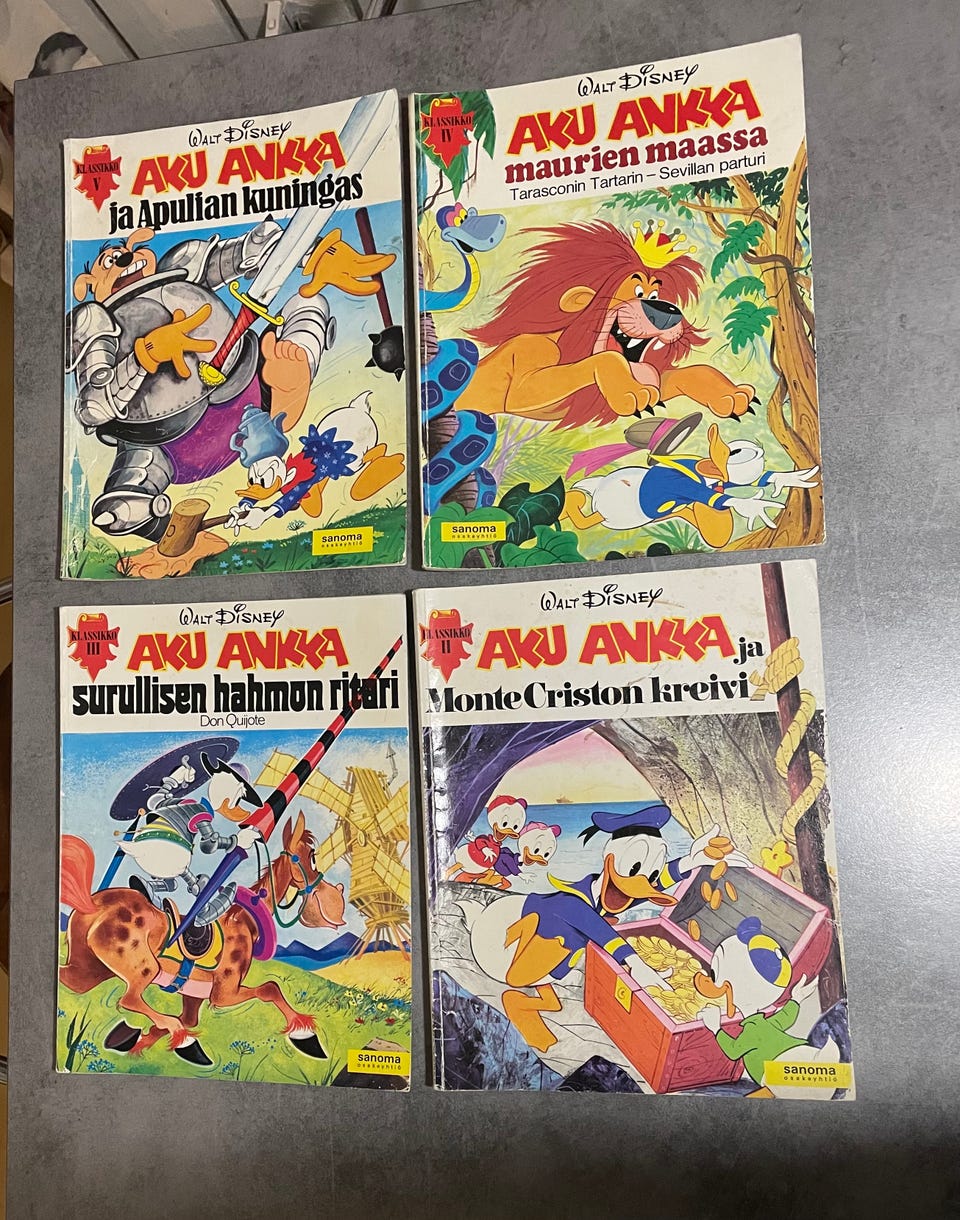 WALT DISNEY
KLASSIKKO
V
AKU ANKKA
ja Apulian kuningas
sanoma
osakeyhtiö
WALT DISNEY
KLASSIKKO
IV
AKU ANKKA
maurien maassa
Tarasconin Tartarin – Sevillan parturi
sanoma
osakeyhtiö
WALT DISNEY
KLASSIKKO
III
AKU ANKKA
surullisen hahmon ritari
Don Quijote
sanoma
osakeyhtiö
WALT DISNEY
KLASSIKKO
II
AKU ANKKA ja
Monte Criston kreivi
sanoma
osakeyhtiö